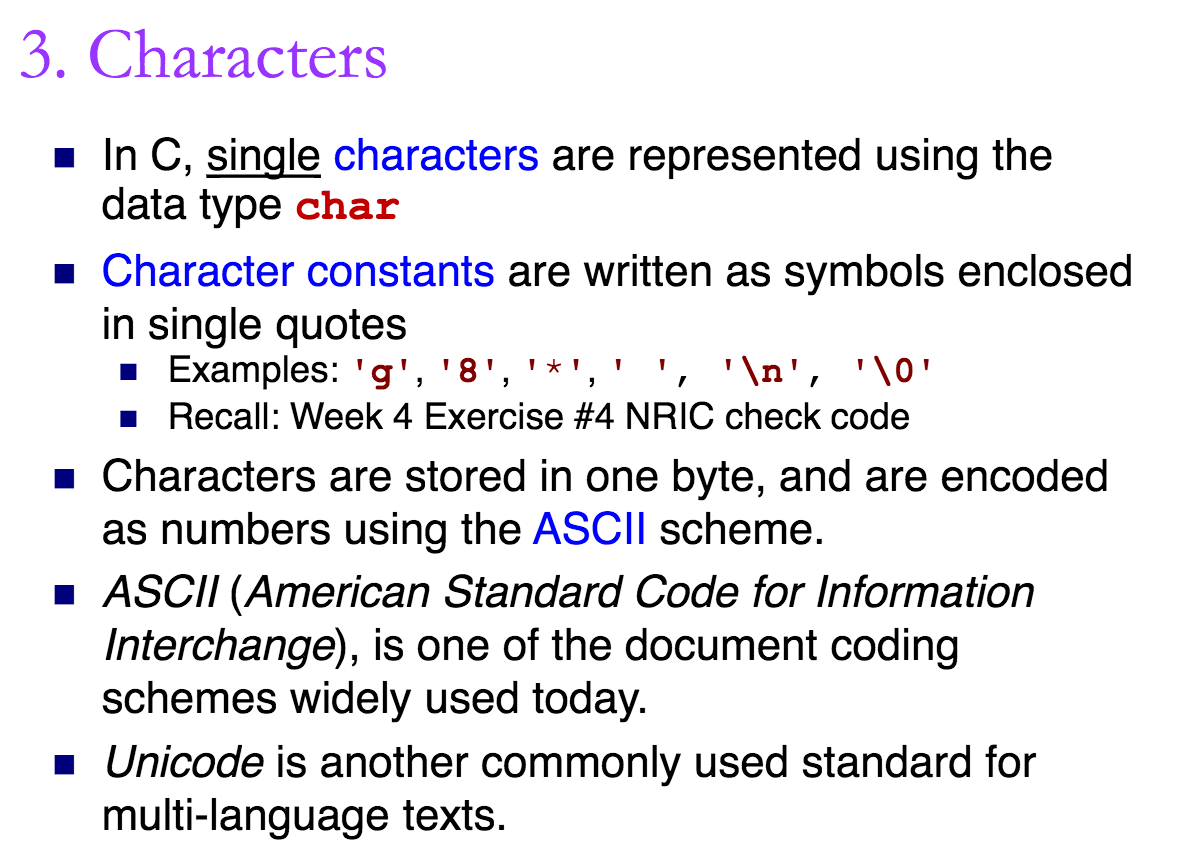 3. Characters
In C, single characters are represented using the
data type char
Character constants are written as symbols enclosed
in single quotes
Examples: 'g', '8', '*', ' ', '\n', '\0'
Recall: Week 4 Exercise #4 NRIC check code
Characters are stored in one byte, and are encoded
as numbers using the ASCII scheme.
ASCII (American Standard Code for Information
Interchange), is one of the document coding
schemes widely used today.
Unicode is another commonly used standard for
multi-language texts.